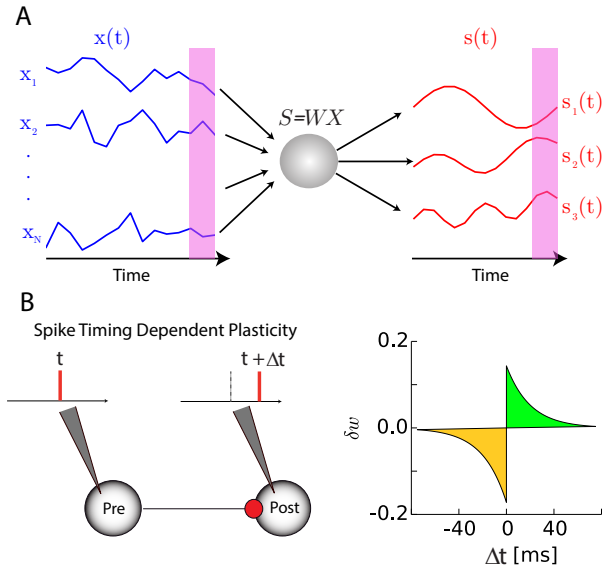 A
x(t)
s(t)
x₁
x₂
.
.
.
.
x_N
S=WX
s₁(t)
s₂(t)
s₃(t)
Time
Time
B
Spike Timing Dependent Plasticity
t
t + Δt
Pre
Post
0.2
0.0
-0.2
δw
-40
0
40
Δt [ms]